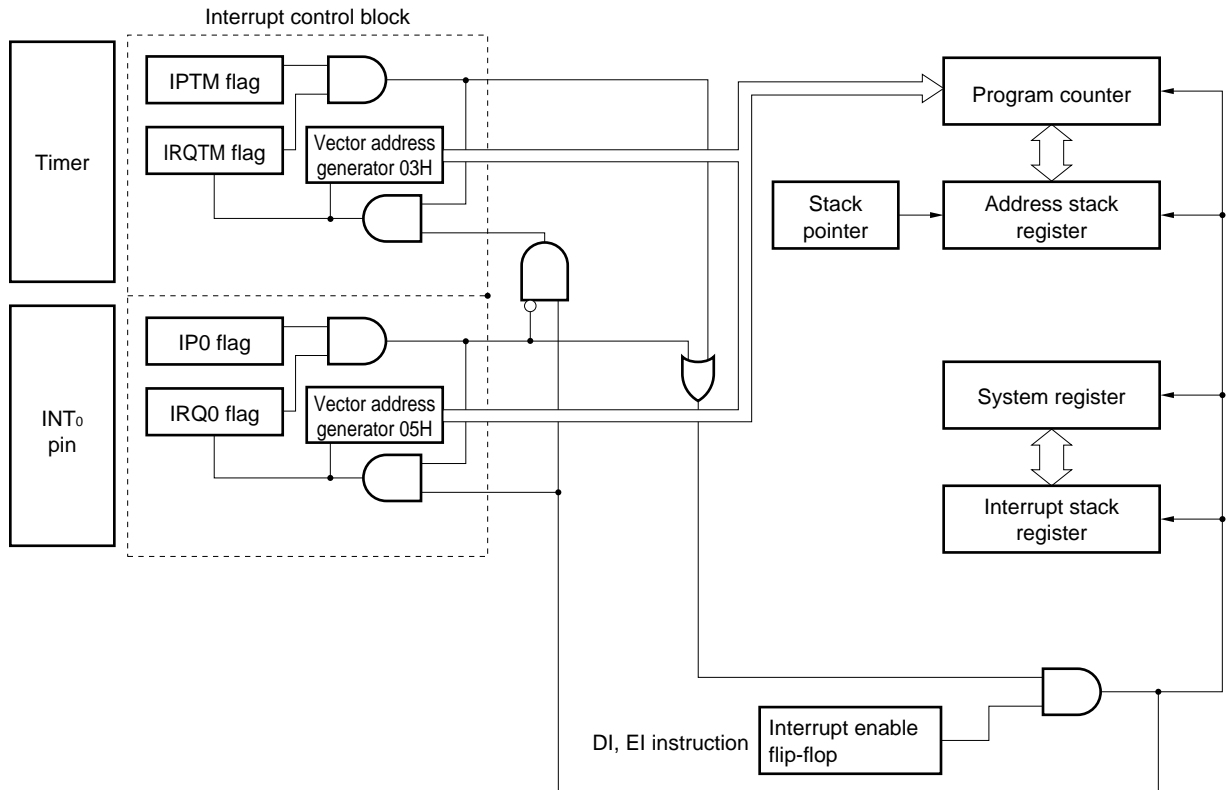 Interrupt control block
Timer
IPTM flag
IRQTM flag
Vector address
generator 03H
INT0
pin
IP0 flag
IRQ0 flag
Vector address
generator 05H
Program counter
Stack
pointer
Address stack
register
System register
Interrupt stack
register
DI, EI instruction
Interrupt enable
flip-flop